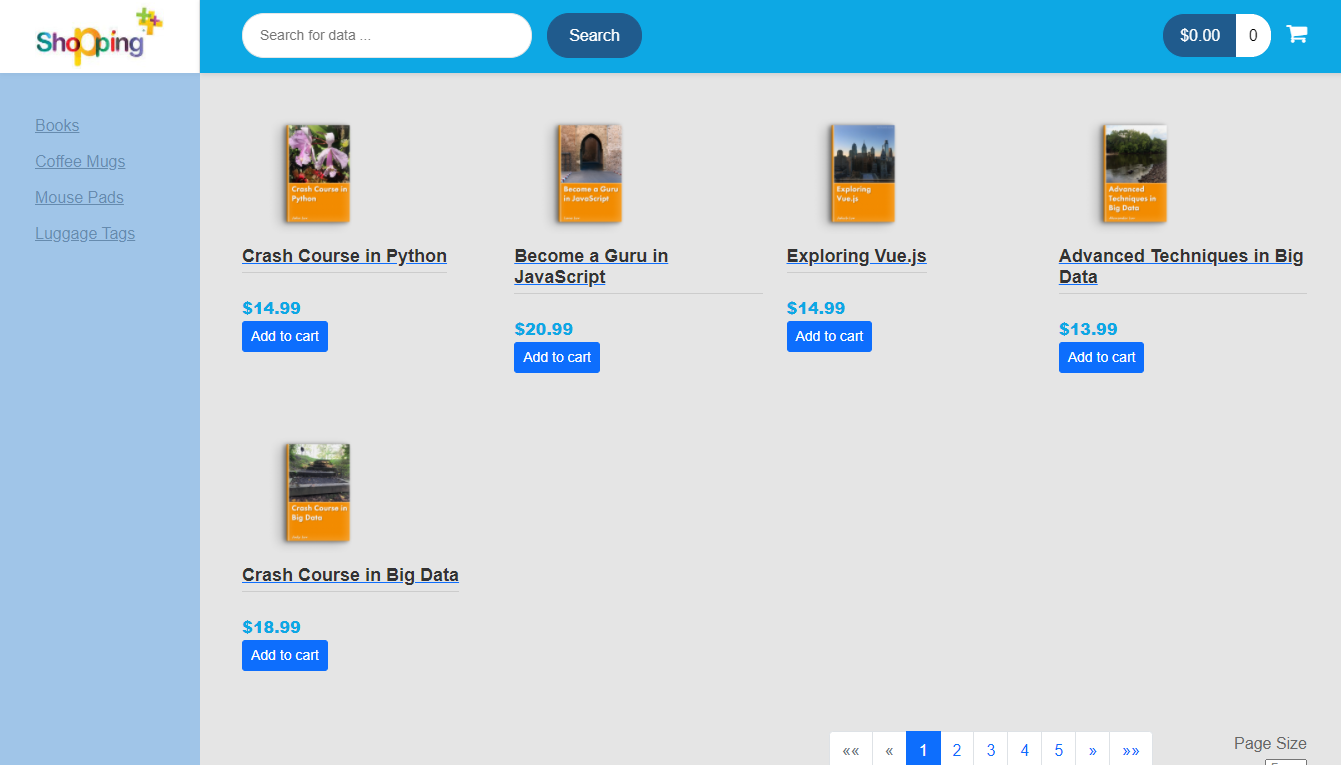 Shopping
Search for data ...
Search
$0.00
0
Books
Coffee Mugs
Mouse Pads
Luggage Tags
Crash Course in
Python
Become a Guru
in JavaScript
Exploring
Vue.js
Advanced
Techniques in
Big Data
Crash Course in Python
Become a Guru in
JavaScript
Exploring Vue.js
Advanced Techniques in Big
Data
$14.99
Add to cart
$20.99
Add to cart
$14.99
Add to cart
$13.99
Add to cart
Crash Course in
Big Data
Crash Course in Big Data
$18.99
Add to cart
«« « 1 2 3 4 5 » »»
Page Size